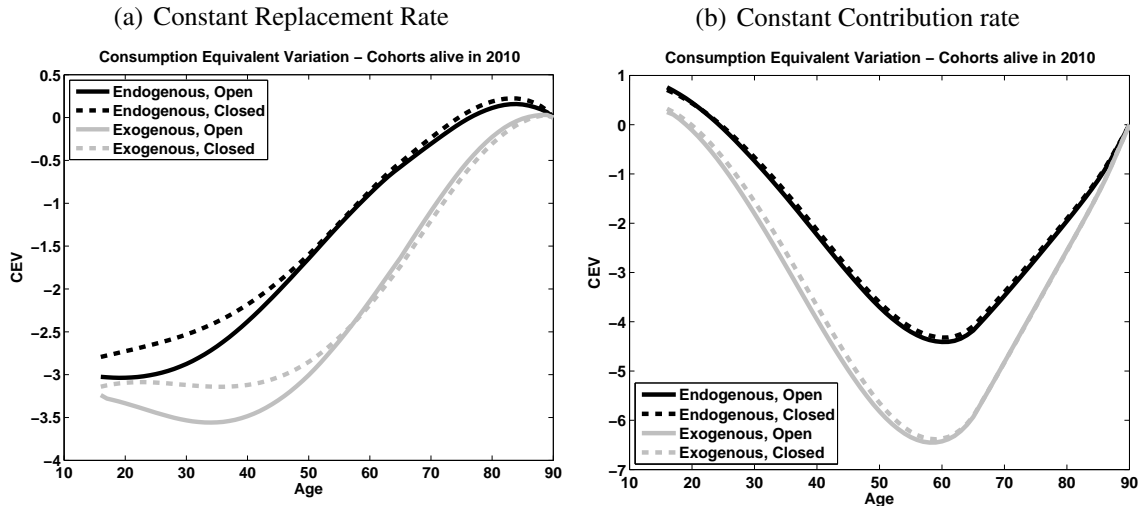 (a) Constant Replacement Rate
Consumption Equivalent Variation – Cohorts alive in 2010
0.5
0
−0.5
−1
−1.5
−2
−2.5
−3
−3.5
−4
CEV
Endogenous, Open
Endogenous, Closed
Exogenous, Open
Exogenous, Closed
10 20 30 40 50 60 70 80 90
Age
(b) Constant Contribution rate
Consumption Equivalent Variation – Cohorts alive in 2010
1
0
−1
−2
−3
−4
−5
−6
−7
CEV
Endogenous, Open
Endogenous, Closed
Exogenous, Open
Exogenous, Closed
10 20 30 40 50 60 70 80 90
Age